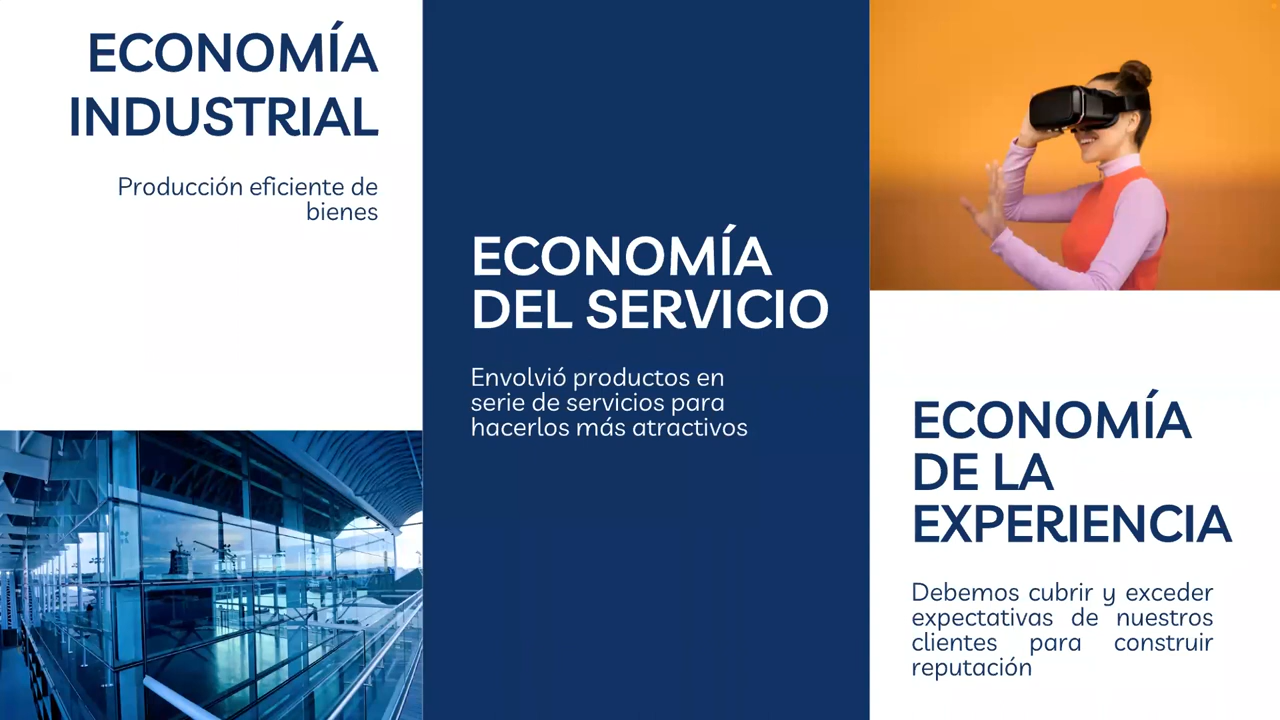 ECONOMÍA
INDUSTRIAL
Producción eficiente de
bienes
ECONOMÍA
DEL SERVICIO
Envolvió productos en
serie de servicios para
hacerlos más atractivos
ECONOMÍA
DE LA
EXPERIENCIA
Debemos cubrir y exceder
expectativas de nuestros
clientes para construir
reputación